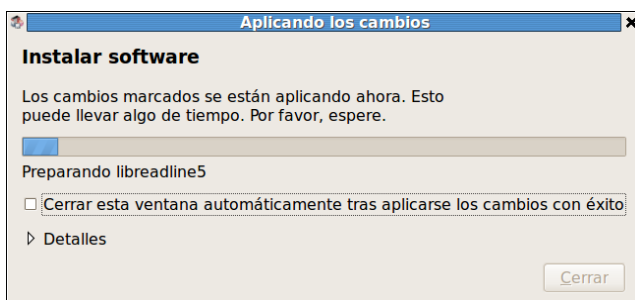 Aplicando los cambios
Instalar software
Los cambios marcados se están aplicando ahora. Esto
puede llevar algo de tiempo. Por favor, espere.
Preparando libreadline5
Cerrar esta ventana automáticamente tras aplicarse los cambios con éxito
Detalles
Cerrar